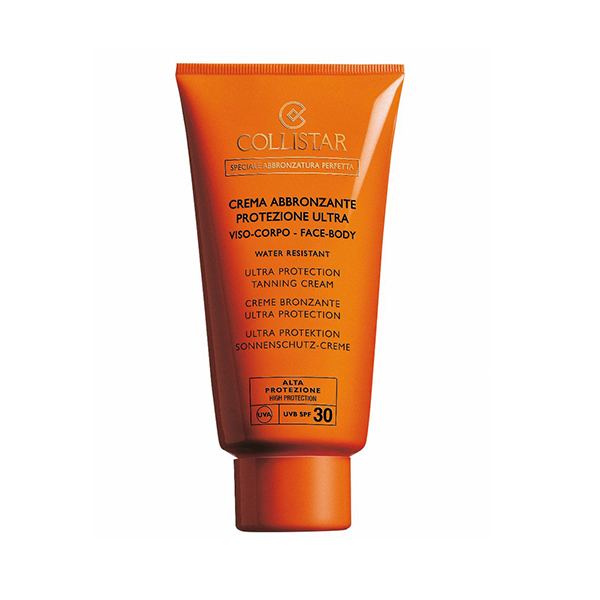 COLLISTAR
SPECIALE ABBRONZATURA PERFETTA
CREMA ABBRONZANTE
PROTEZIONE ULTRA
VISO-CORPO - FACE-BODY
WATER RESISTANT
ULTRA PROTECTION
TANNING CREAM
CREME BRONZANTE
ULTRA PROTECTION
ULTRA PROTEKTION
SONNENSCHUTZ-CREME
ALTA
PROTEZIONE
HIGH PROTECTION
UVA UVB SPF 30